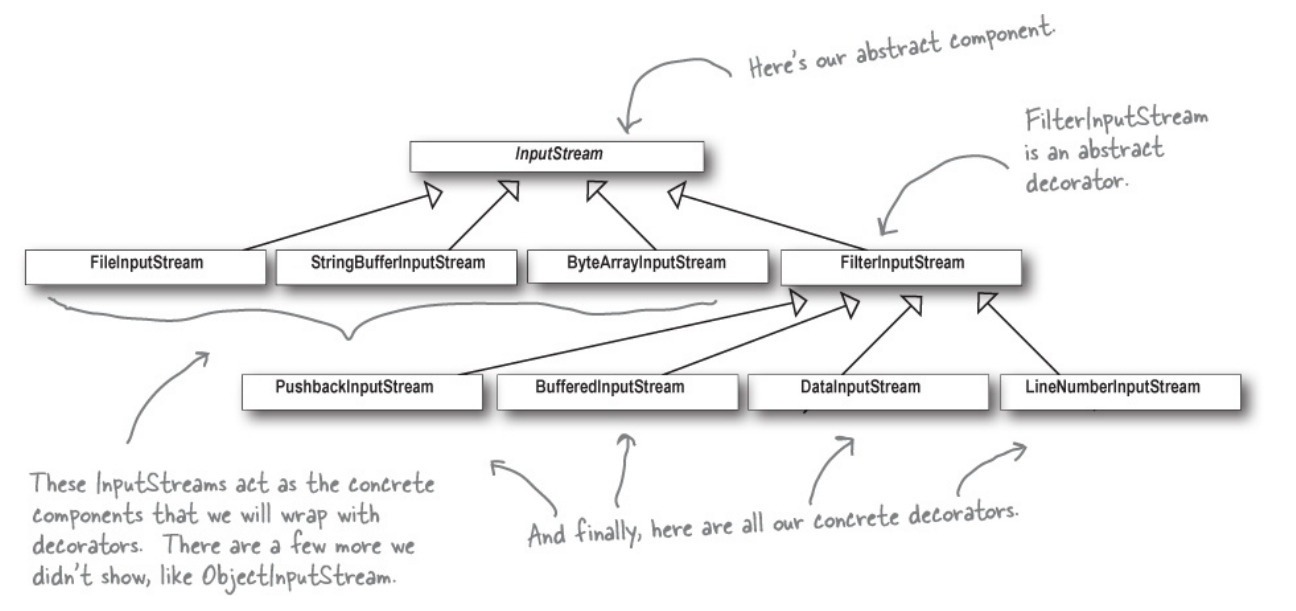 Here's our abstract component.
FilterInputStream
is an abstract
decorator.
InputStream
FileInputStream
StringBufferInputStream
ByteArrayInputStream
FilterInputStream
PushbackInputStream
BufferedInputStream
DataInputStream
LineNumberInputStream
These InputStreams act as the concrete
components that we will wrap with
decorators. There are a few more we
didn't show, like ObjectInputStream.
And finally, here are all our concrete decorators.